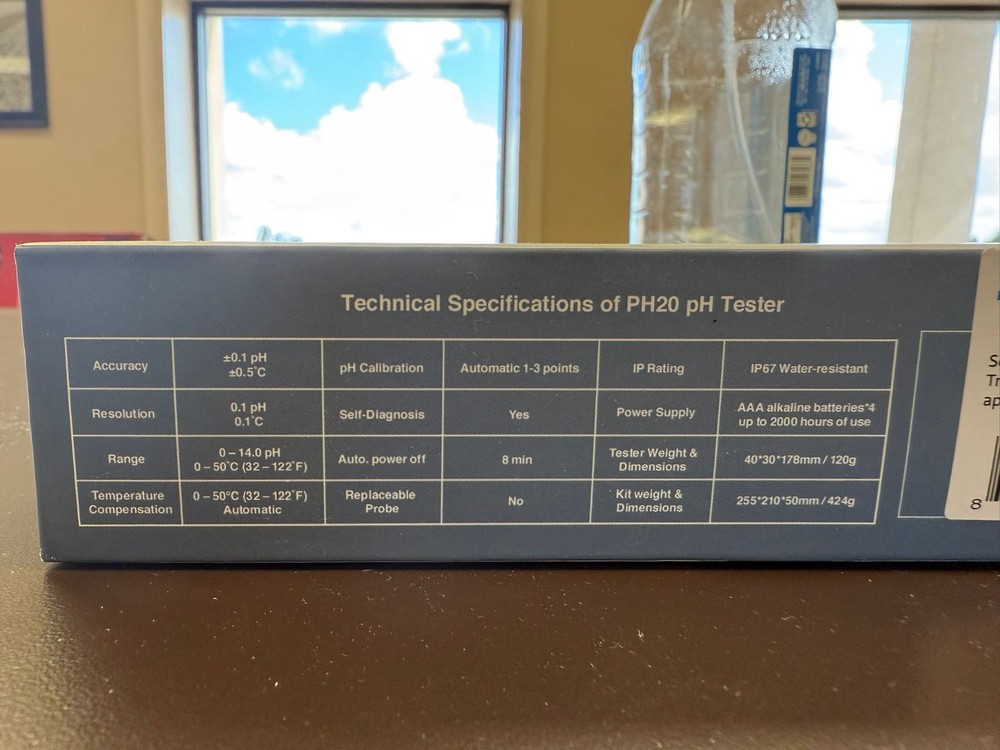 Technical Specifications of PH20 pH Tester
Accuracy
±0.1 pH
±0.5°C
pH Calibration
Automatic 1-3 points
IP Rating
IP67 Water-resistant
Resolution
0.1 pH
0.1°C
Self-Diagnosis
Yes
Power Supply
AAA alkaline batteries*4
up to 2000 hours of use
Range
0 – 14.0 pH
0 – 50°C (32 – 122°F)
Auto. power off
8 min
Tester Weight &
Dimensions
40*30*178mm / 120g
Temperature
Compensation
0 – 50°C (32 – 122°F)
Automatic
Replaceable
Probe
No
Kit weight &
Dimensions
255*210*50mm / 424g
8